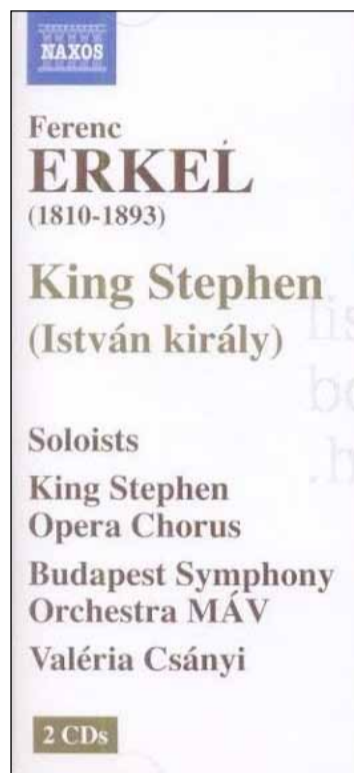 NAXOS
Ferenc
ERKEL
(1810-1893)
King Stephen
(István király)
Soloists
King Stephen
Opera Chorus
Budapest Symphony
Orchestra MÁV
Valéria Csányi
2 CDs